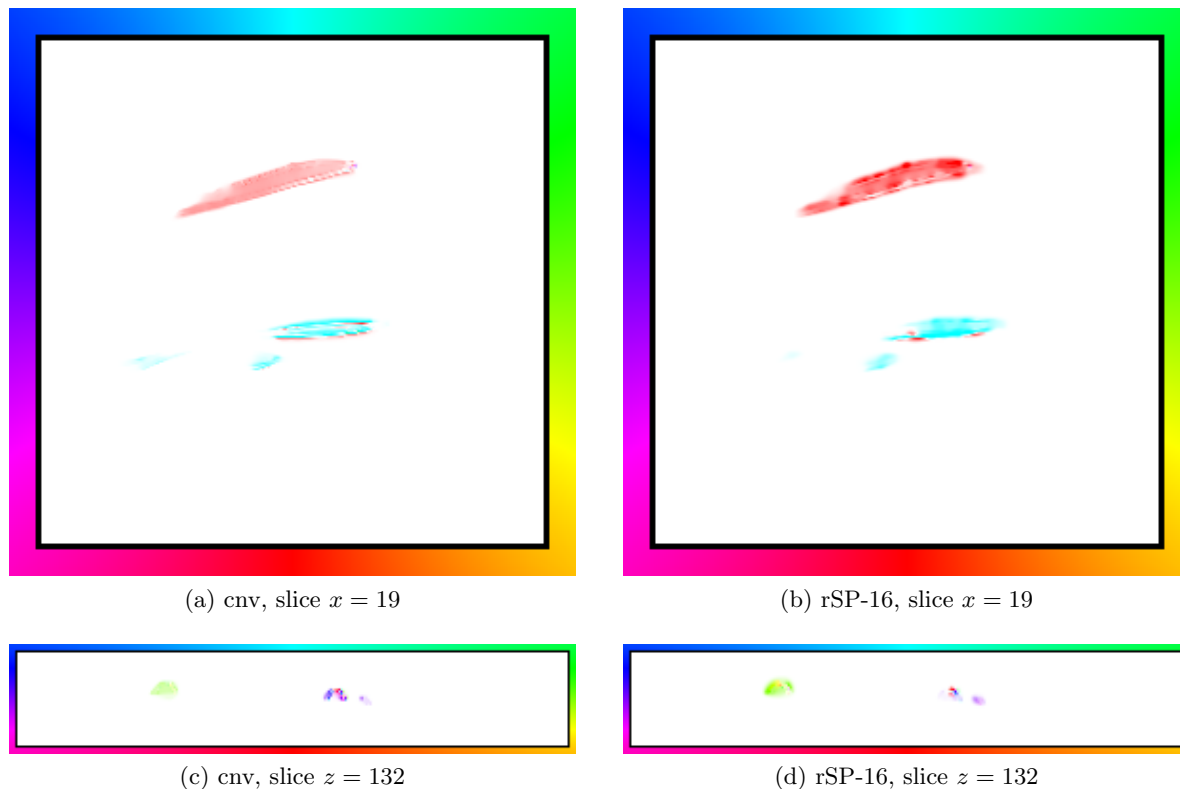 (a) cnv, slice x = 19
(b) rSP-16, slice x = 19
(c) cnv, slice z = 132
(d) rSP-16, slice z = 132